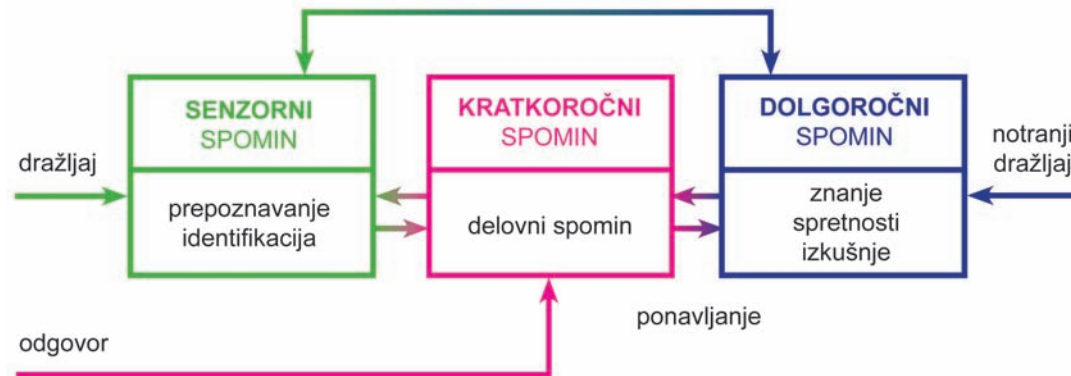 SENZORNI
SPOMIN
KRATKOROČNI
SPOMIN
DOLGOROČNI
SPOMIN
dražljaj
notranji
dražljaj
prepoznavanje
identifikacija
delovni spomin
znanje
spretnosti
izkušnje
ponavljanje
odgovor